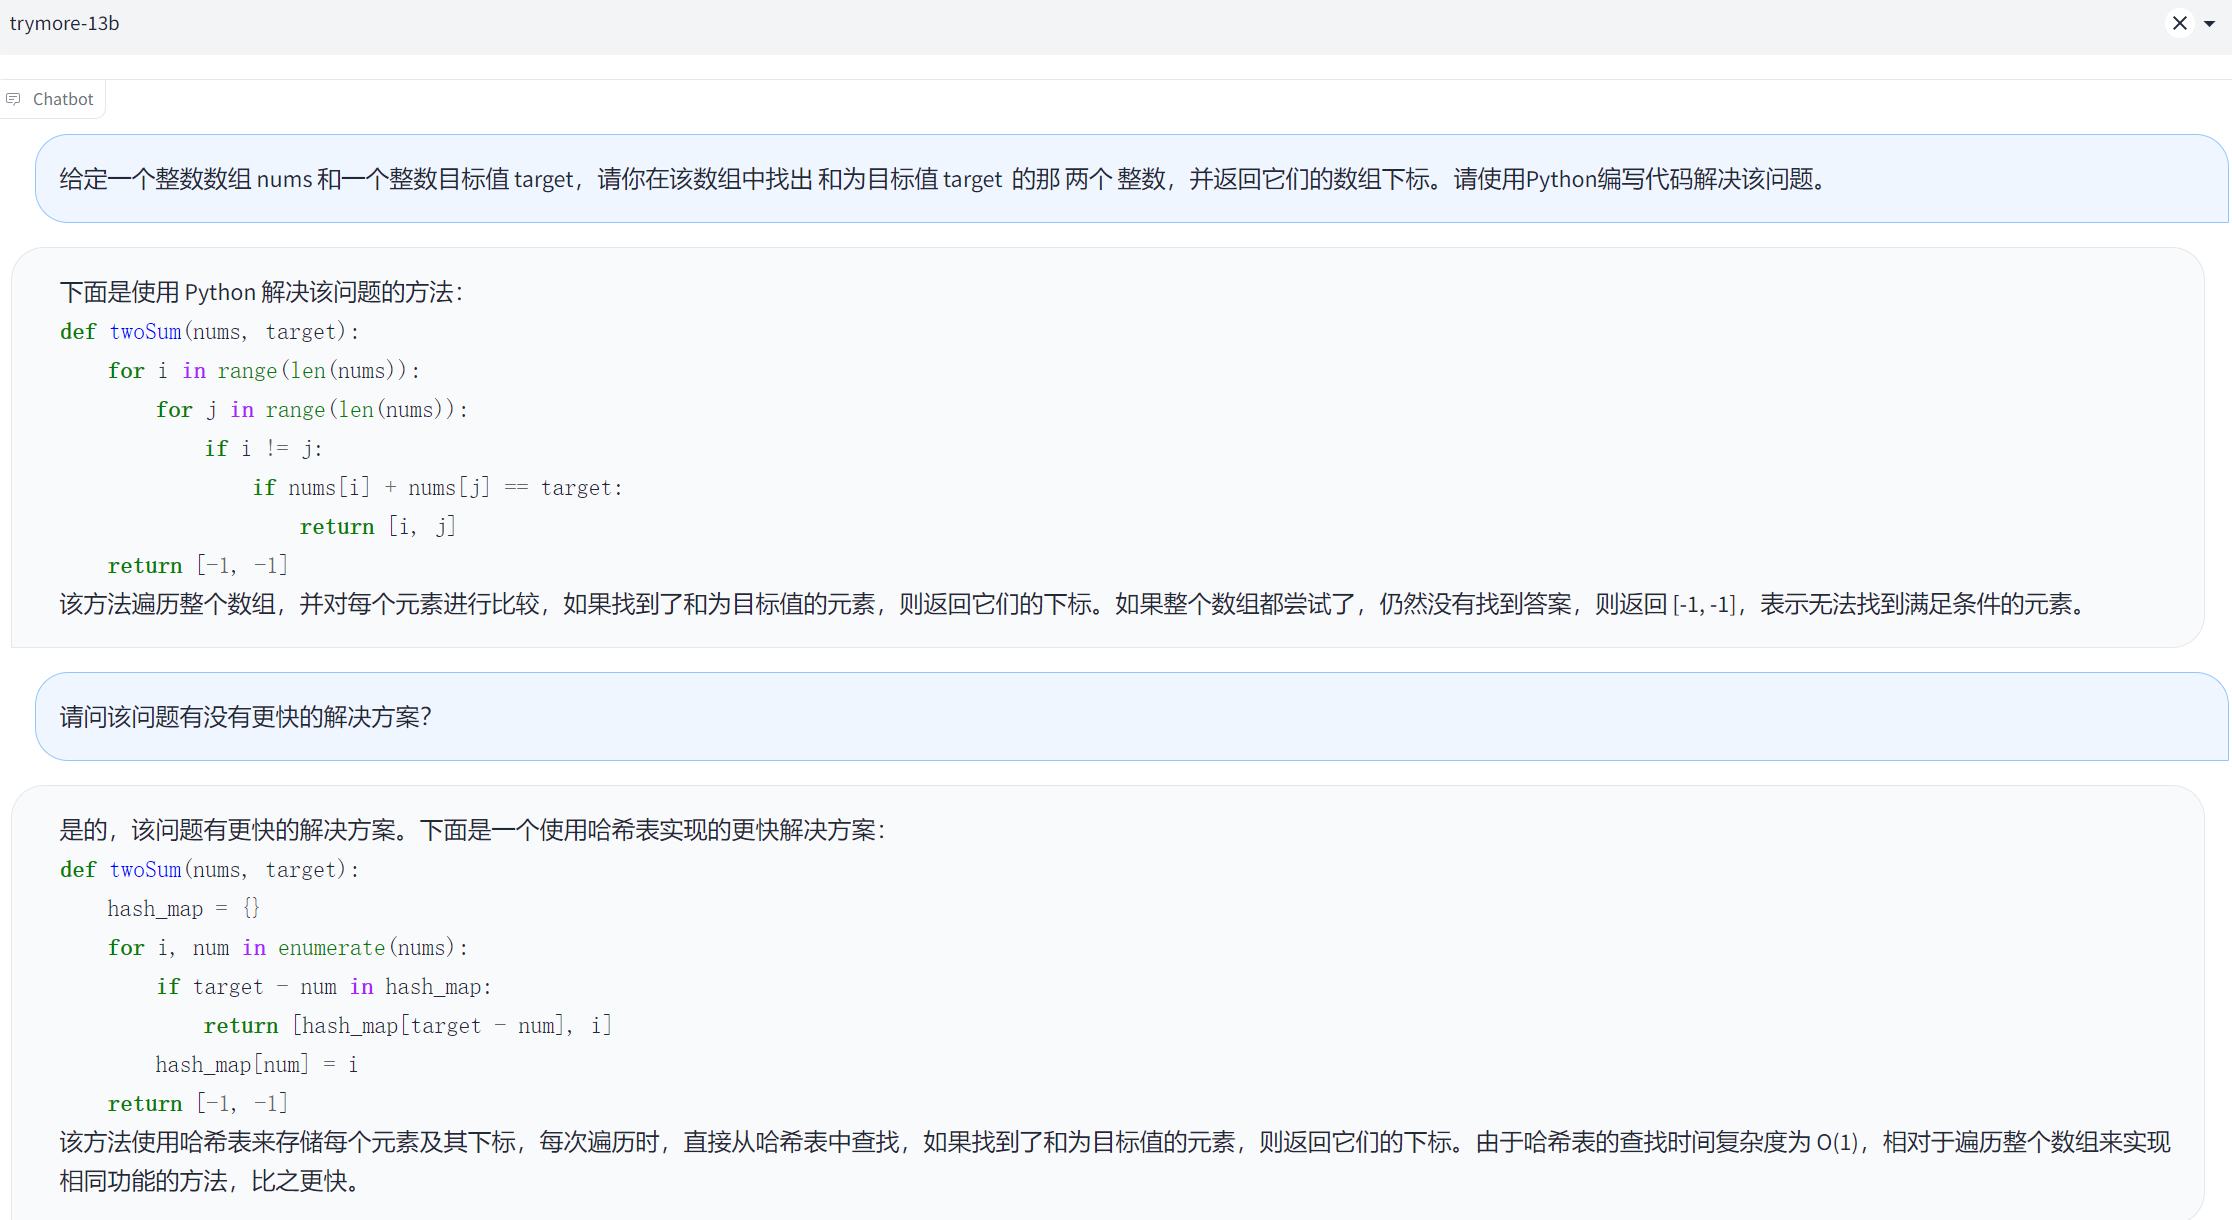 trymore-13b
Chatbot
给定一个整数数组 nums 和一个整数目标值 target，请你在该数组中找出 和为目标值 target 的那 两个 整数，并返回它们的数组下标。请使用Python编写代码解决该问题。
下面是使用 Python 解决该问题的方法：
def twoSum(nums, target):
    for i in range(len(nums)):
        for j in range(len(nums)):
            if i != j:
                if nums[i] + nums[j] == target:
                    return [i, j]
    return [-1, -1]
该方法遍历整个数组，并对每个元素进行比较，如果找到了和为目标值的元素，则返回它们的下标。如果整个数组都尝试了，仍然没有找到答案，则返回 [-1, -1]，表示无法找到满足条件的元素。
请问该问题有没有更快的解决方案？
是的，该问题有更快的解决方案。下面是一个使用哈希表实现的更快解决方案：
def twoSum(nums, target):
    hash_map = {}
    for i, num in enumerate(nums):
        if target - num in hash_map:
            return [hash_map[target - num], i]
        hash_map[num] = i
    return [-1, -1]
该方法使用哈希表来存储每个元素及其下标，每次遍历时，直接从哈希表中查找，如果找到了和为目标值的元素，则返回它们的下标。由于哈希表的查找时间复杂度为 O(1)，相对于遍历整个数组来实现
相同功能的方法，比之更快。